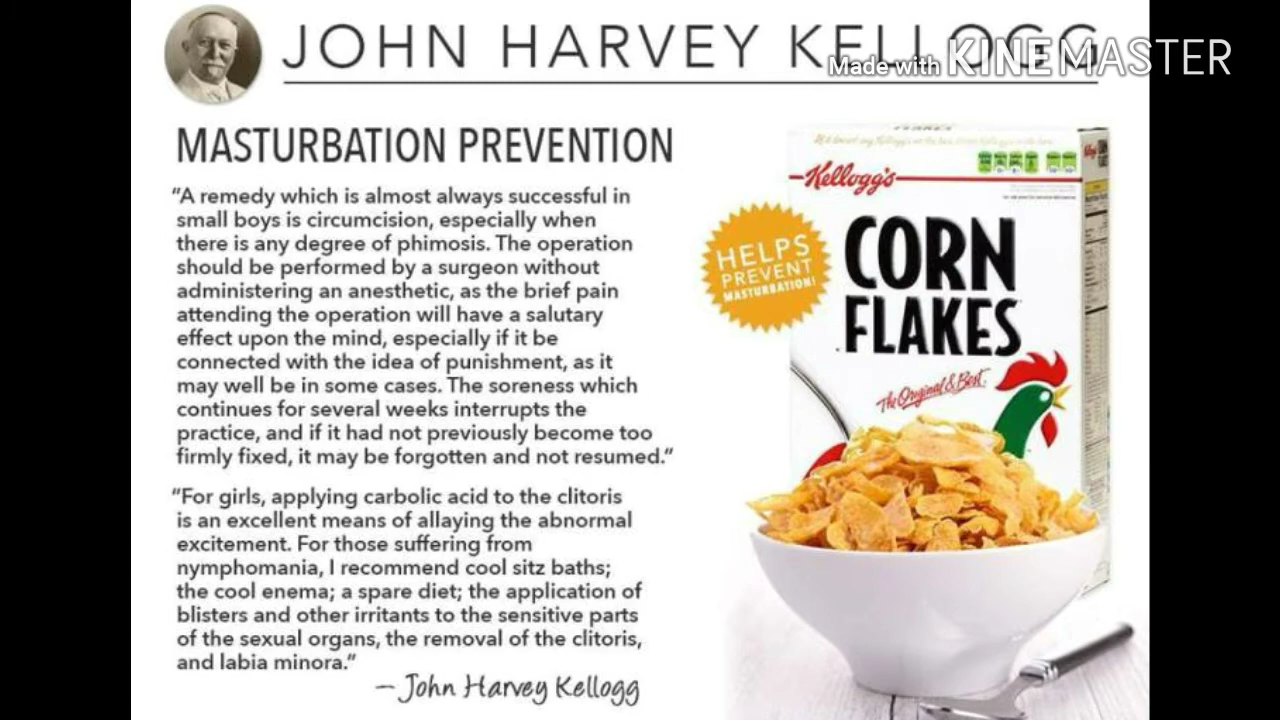 JOHN HARVEY KELLOGG
Made with KINEMASTER
MASTURBATION PREVENTION
“A remedy which is almost always successful in
small boys is circumcision, especially when
there is any degree of phimosis. The operation
should be performed by a surgeon without
administering an anesthetic, as the brief pain
attending the operation will have a salutary
effect upon the mind, especially if it be
connected with the idea of punishment, as it
may well be in some cases. The soreness which
continues for several weeks interrupts the
practice, and if it had not previously become too
firmly fixed, it may be forgotten and not resumed.”
“For girls, applying carbolic acid to the clitoris
is an excellent means of allaying the abnormal
excitement. For those suffering from
nymphomania, I recommend cool sitz baths;
the cool enema; a spare diet; the application of
blisters and other irritants to the sensitive parts
of the sexual organs, the removal of the clitoris,
and labia minora.”
– John Harvey Kellogg
HELPS
PREVENT
MASTURBATION!
Kellogg's
CORN
FLAKES
The Original & Best